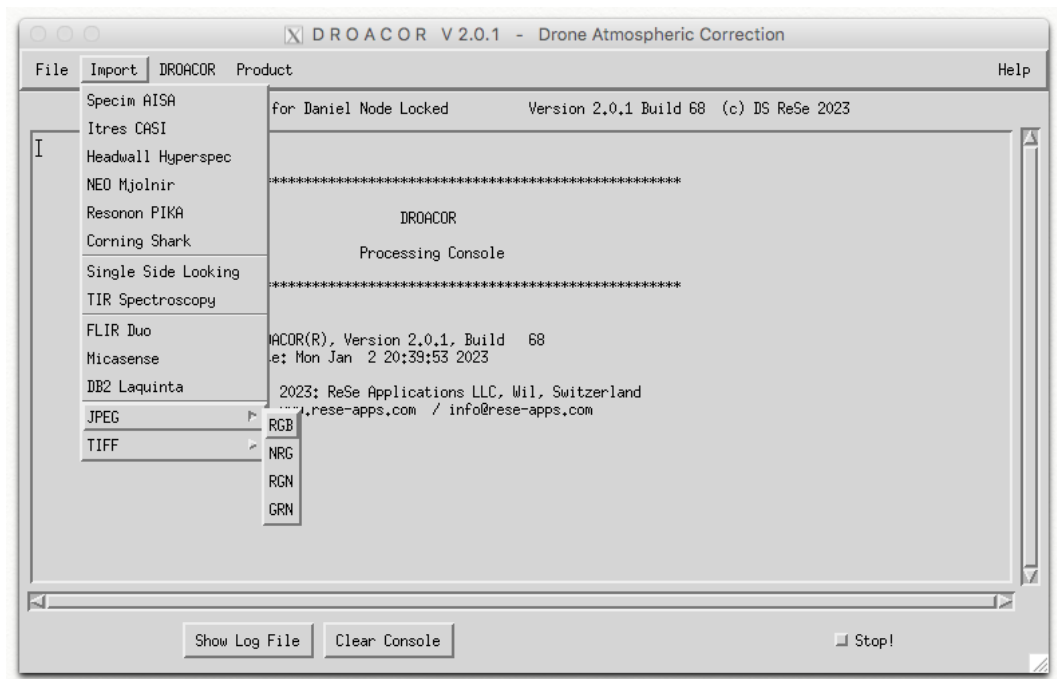 D R O A C O R V 2.0.1 - Drone Atmospheric Correction
File Import DROACOR Product Help
for Daniel Node Locked Version 2.0.1 Build 68 (c) DS ReSe 2023
Specim AISA
Itres CASI
Headwall Hyperspec
NEO Mjolnir
Resonon PIKA
Corning Shark
Single Side Looking
TIR Spectroscopy
FLIR Duo
Micasense
DB2 Laquinta
JPEG
TIFF
RGB
NRG
RGN
GRN
****************************************************
DROACOR
Processing Console
****************************************************
ACOR(R), Version 2.0.1, Build 68
e: Mon Jan 2 20:39:53 2023
2023: ReSe Applications LLC, Wil, Switzerland
.rese-apps.com / info@rese-apps.com
Show Log File Clear Console Stop!